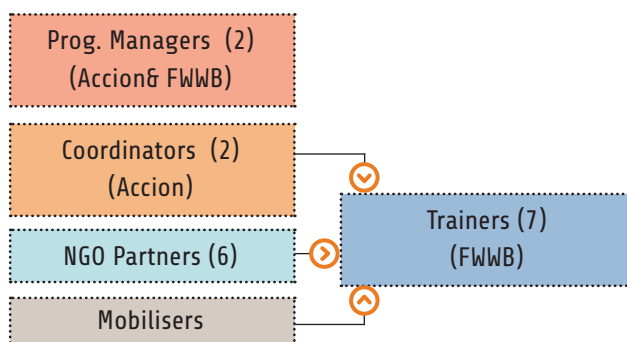 Prog. Managers (2)
(Accion& FWWB)
Coordinators (2)
(Accion)
NGO Partners (6)
Mobilisers
Trainers (7)
(FWWB)